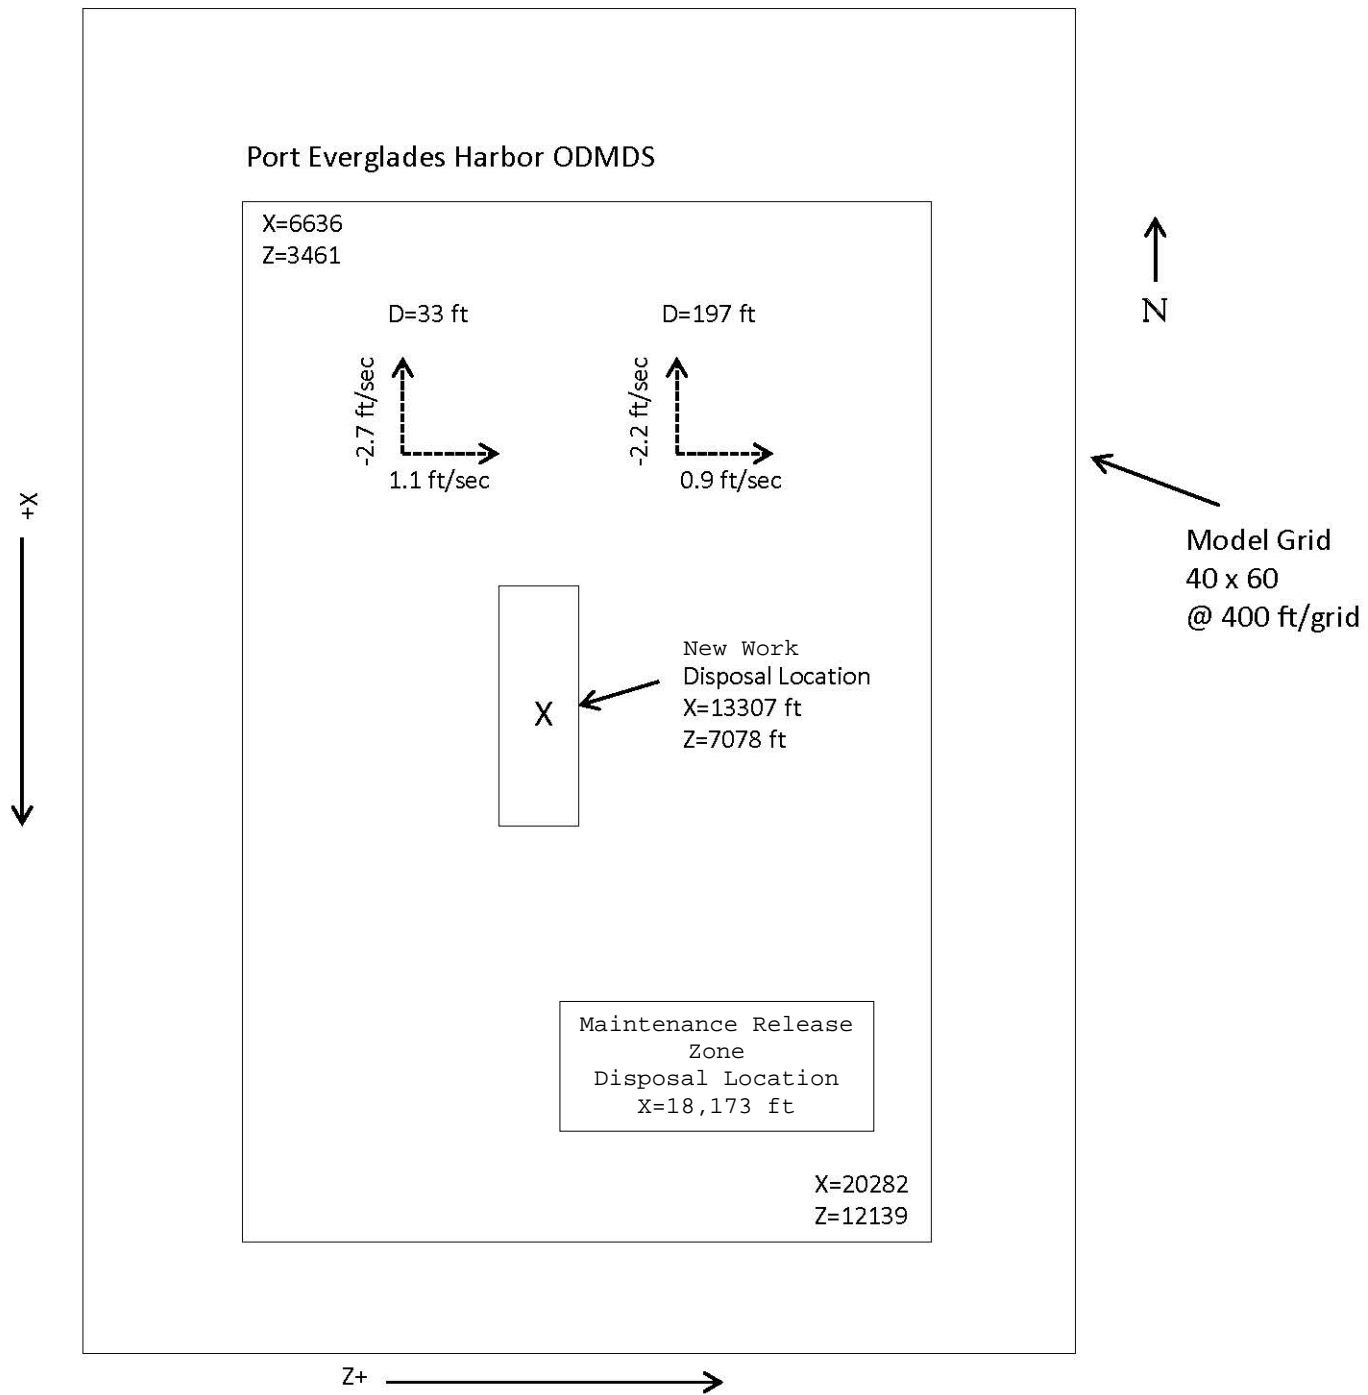 Port Everglades Harbor ODMDS
X=6636
Z=3461
N
D=33 ft
D=197 ft
-2.7 ft/sec
1.1 ft/sec
-2.2 ft/sec
0.9 ft/sec
+X
Model Grid
40 x 60
@ 400 ft/grid
New Work
Disposal Location
X=13307 ft
Z=7078 ft
X
Maintenance Release
Zone
Disposal Location
X=18,173 ft
X=20282
Z=12139
Z+